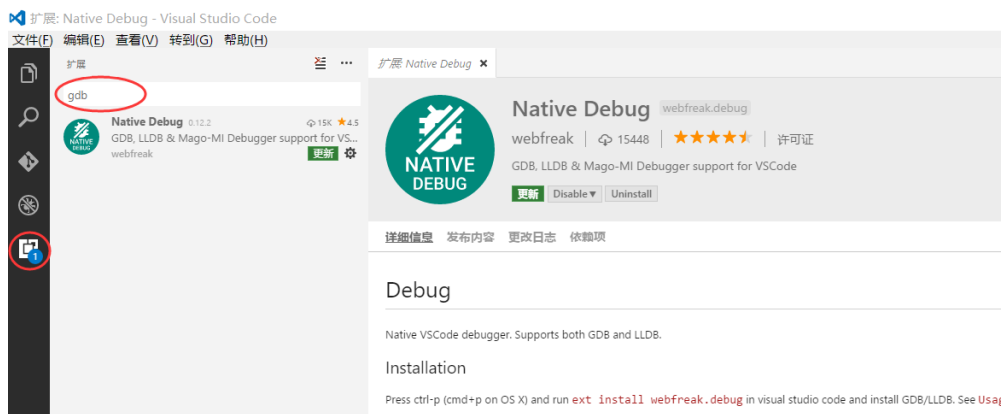 扩展: Native Debug - Visual Studio Code
文件(F) 编辑(E) 查看(V) 转到(G) 帮助(H)
扩展
gdb
Native Debug 0.12.2 15K ★4.5
GDB, LLDB & Mago-MI Debugger support for VS...
webfreak 更新
NATIVE DEBUG
1
扩展: Native Debug ×
NATIVE
DEBUG
Native Debug webfreak.debug
webfreak 15448 许可证
GDB, LLDB & Mago-MI Debugger support for VSCode
更新 Disable▼ Uninstall
详细信息 发布内容 更改日志 依赖项
Debug
Native VSCode debugger. Supports both GDB and LLDB.
Installation
Press ctrl-p (cmd+p on OS X) and run ext install webfreak.debug in visual studio code and install GDB/LLDB. See Usag